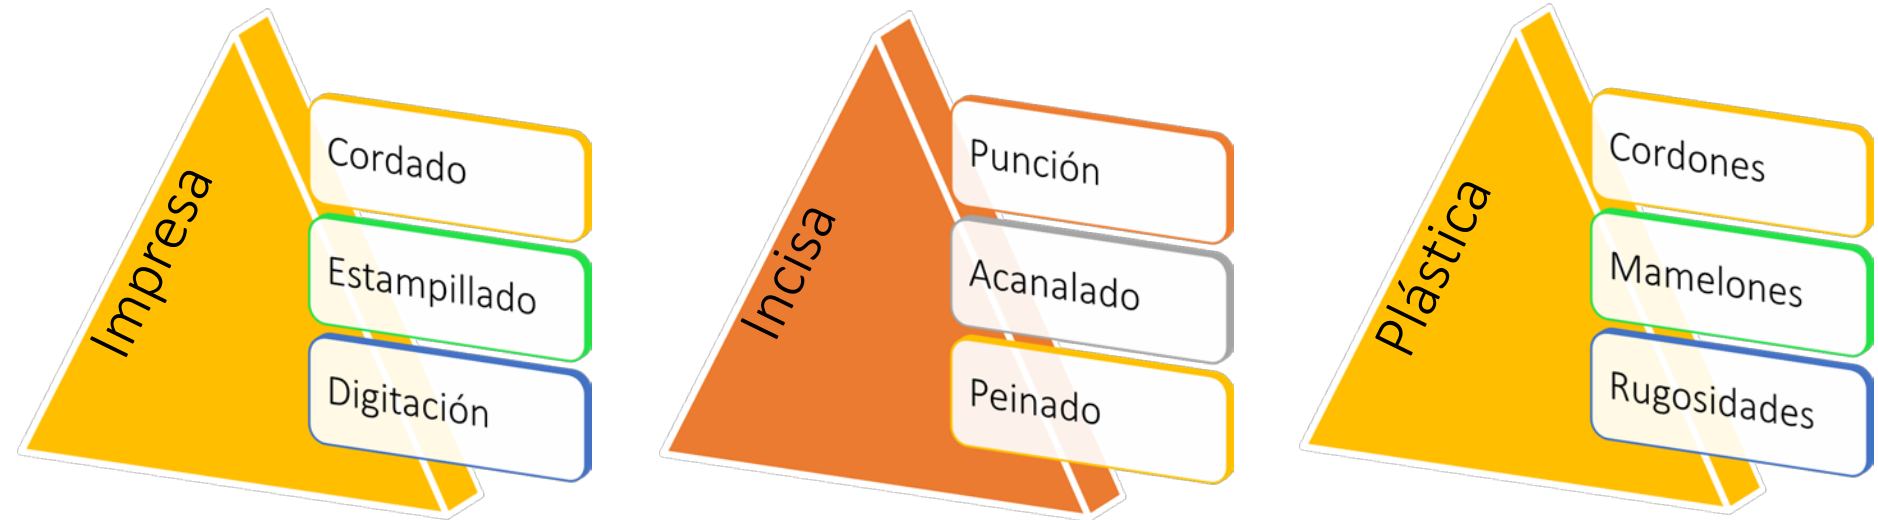 Impresa
Cordado
Estampillado
Digitación
Incisa
Punción
Acanalado
Peinado
Plástica
Cordones
Mamelones
Rugosidades